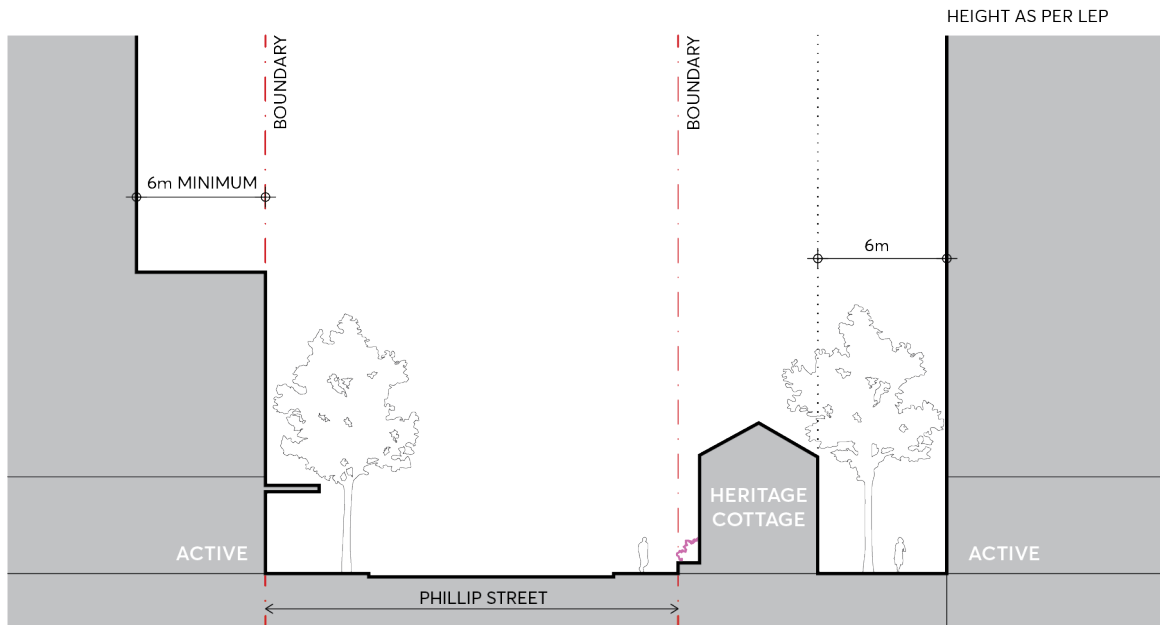 HEIGHT AS PER LEP
BOUNDARY
BOUNDARY
6m MINIMUM
6m
HERITAGE
COTTAGE
ACTIVE
ACTIVE
PHILLIP STREET